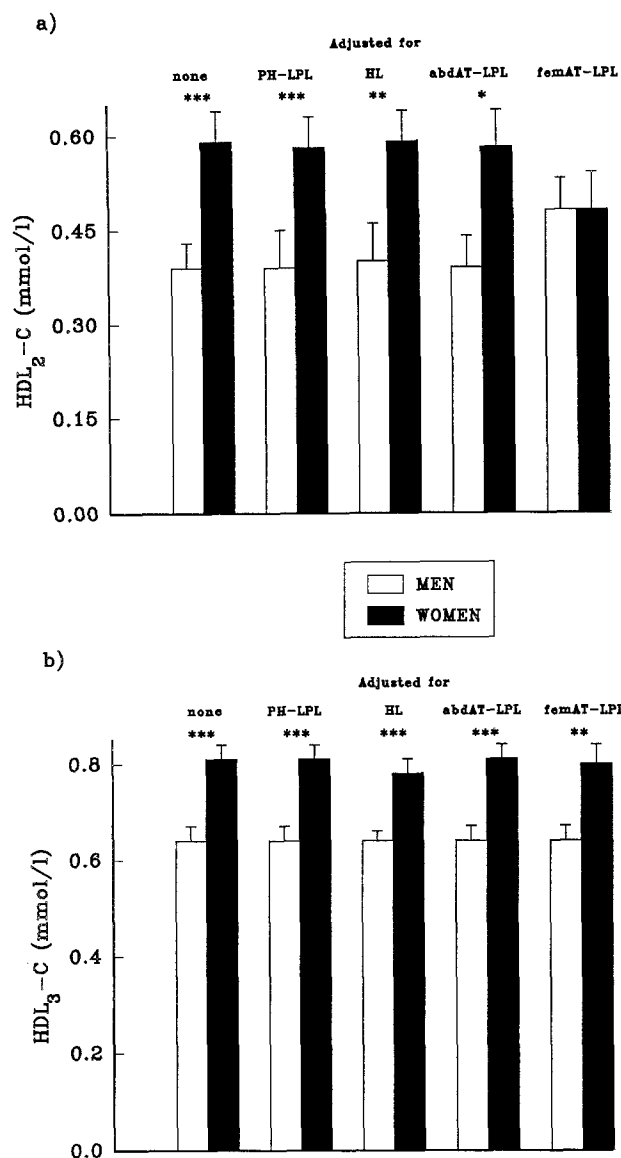 a)
Adjusted for
none PH-LPL HL abdAT-LPL femAT-LPL
*** *** ** *
0.60
0.45
0.30
0.15
0.00
HDL2-C (mmol/l)
MEN
WOMEN
b)
Adjusted for
none PH-LPL HL abdAT-LPL femAT-LPL
*** *** *** *** **
0.8
0.6
0.4
0.2
0.0
HDL3-C (mmol/l)